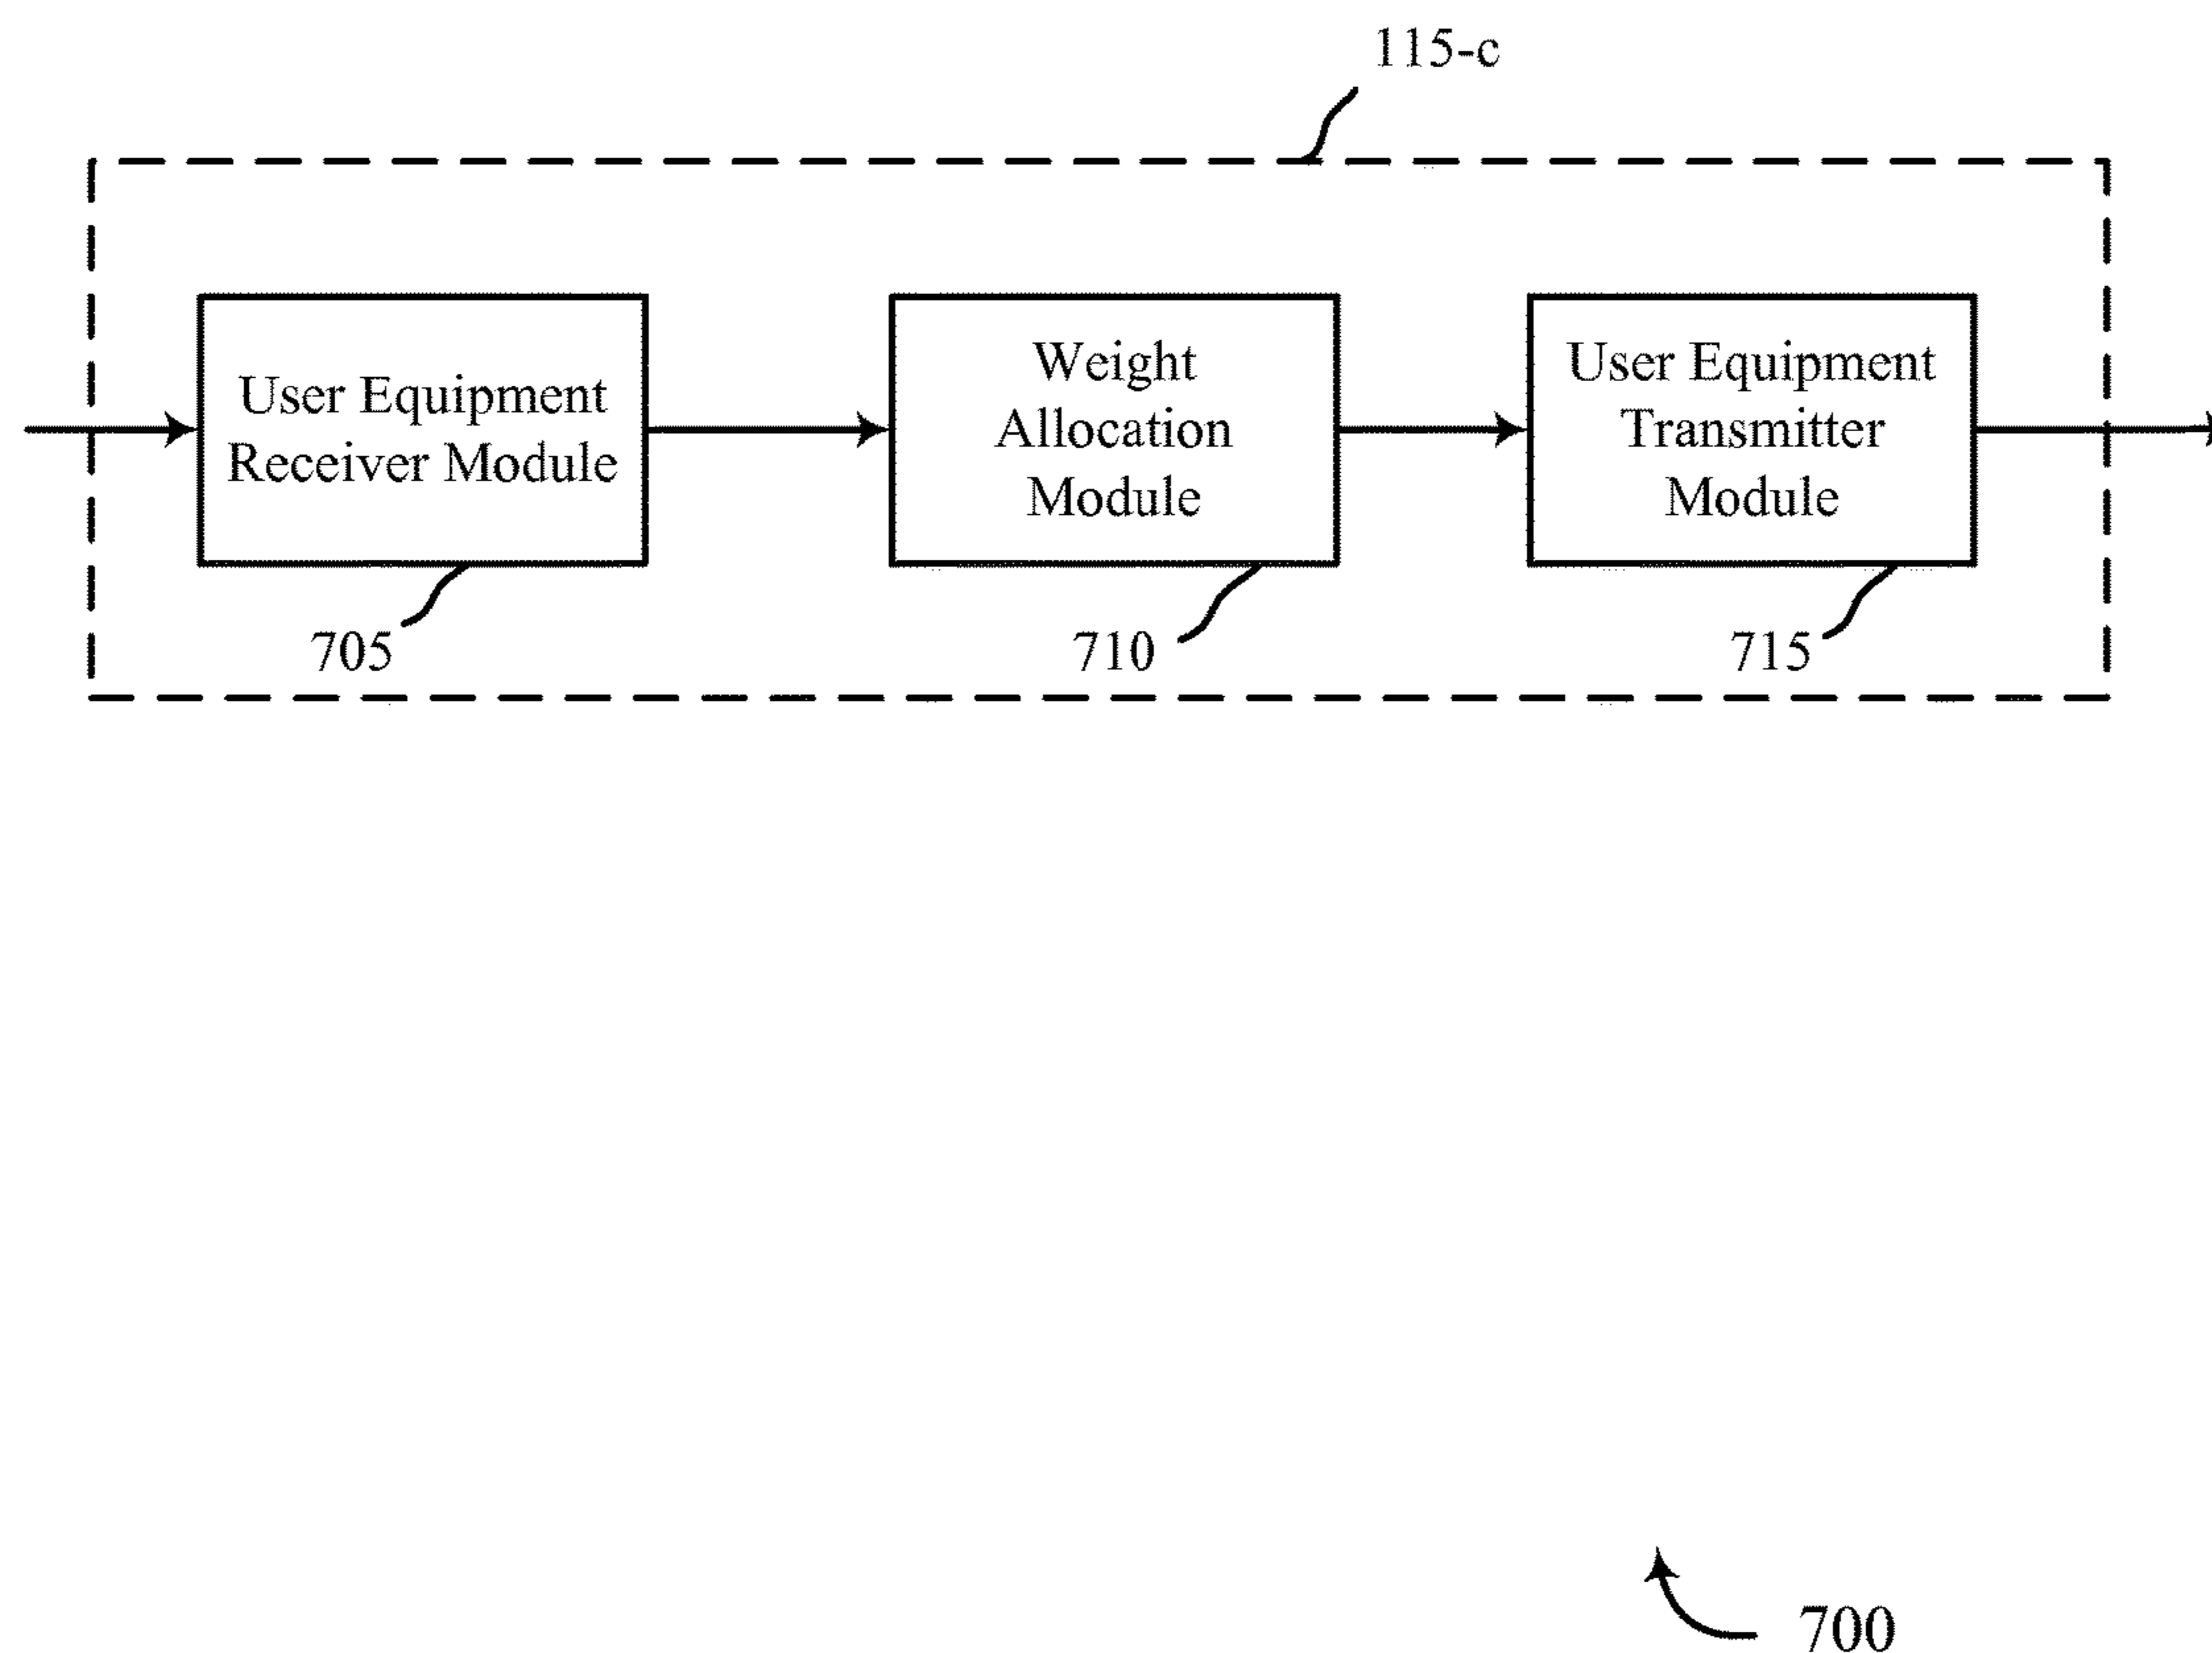 115-c
User Equipment
Receiver Module
Weight
Allocation
Module
User Equipment
Transmitter
Module
705
710
715
700